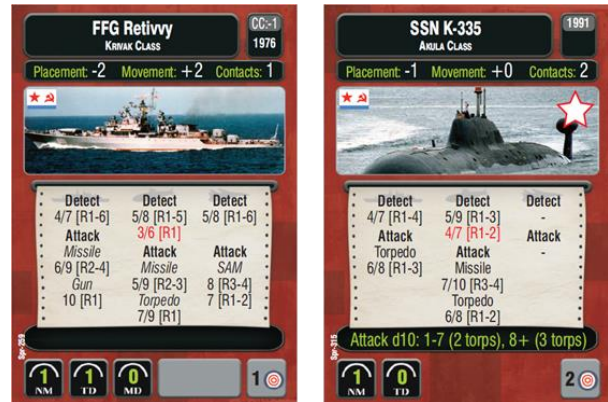 FFG Retivvy
KRIVAK CLASS
CC:-1
1976
Placement: -2 Movement: +2 Contacts: 1
Detect Detect Detect
4/7 [R1-6] 5/8 [R1-5] 5/8 [R1-6]
3/6 [R1]
Attack Attack Attack
Missile Missile SAM
6/9 [R2-4] 5/9 [R2-3] 8 [R3-4]
Gun Torpedo 7 [R1-2]
10 [R1] 7/9 [R1]
Spr-259
1 1 0 1
NM TD MD
SSN K-335
AKULA CLASS
1991
Placement: -1 Movement: +0 Contacts: 2
Detect Detect Detect
4/7 [R1-4] 5/9 [R1-3] -
4/7 [R1-2]
Attack Attack Attack
Torpedo Missile -
6/8 [R1-3] 7/10 [R3-4]
Torpedo
6/8 [R1-2]
Attack d10: 1-7 (2 torps), 8+ (3 torps)
Spr-315
1 0 2
NM TD